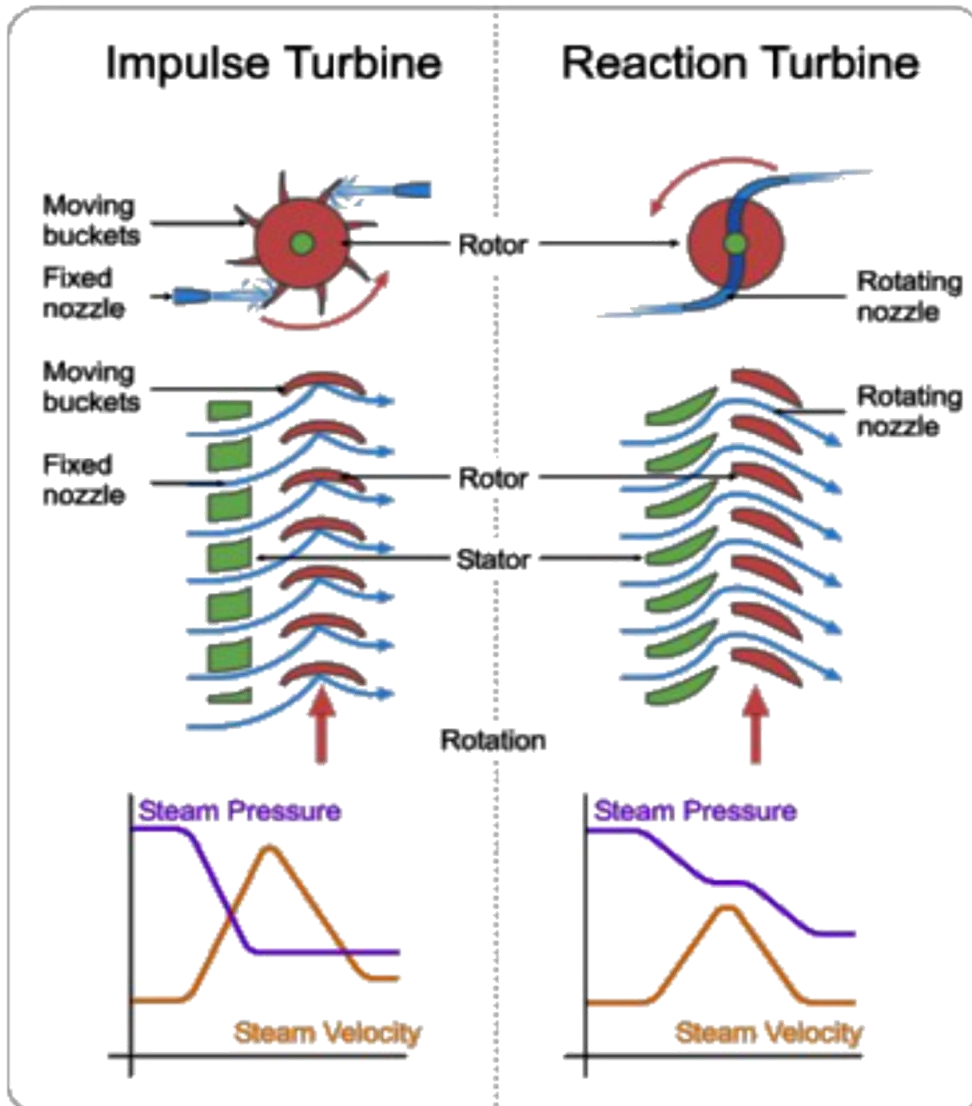 Impulse Turbine
Reaction Turbine
Moving
buckets
Fixed
nozzle
Rotor
Rotating
nozzle
Moving
buckets
Fixed
nozzle
Rotor
Stator
Rotating
nozzle
Rotation
Steam Pressure
Steam Velocity
Steam Pressure
Steam Velocity